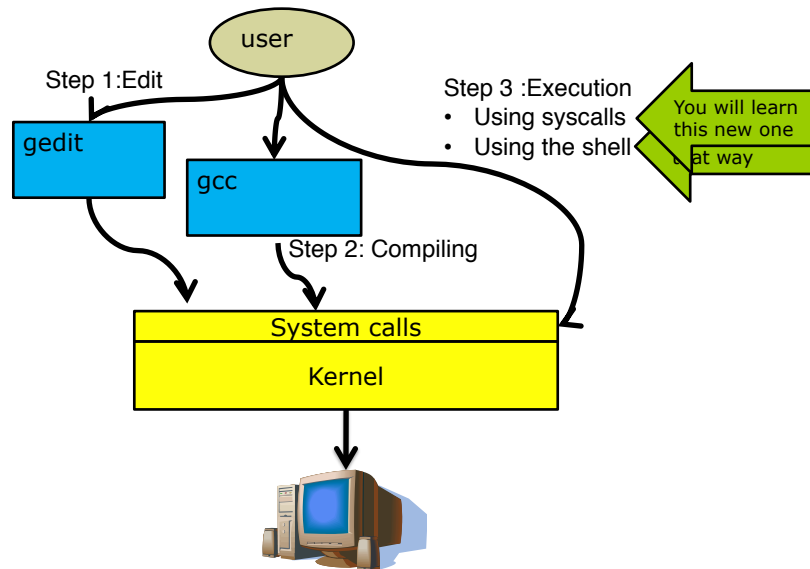 user
Step 1:Edit
gedit
gcc
Step 2: Compiling
Step 3 :Execution
• Using syscalls
• Using the shell
You will learn
this new one
way
System calls
Kernel